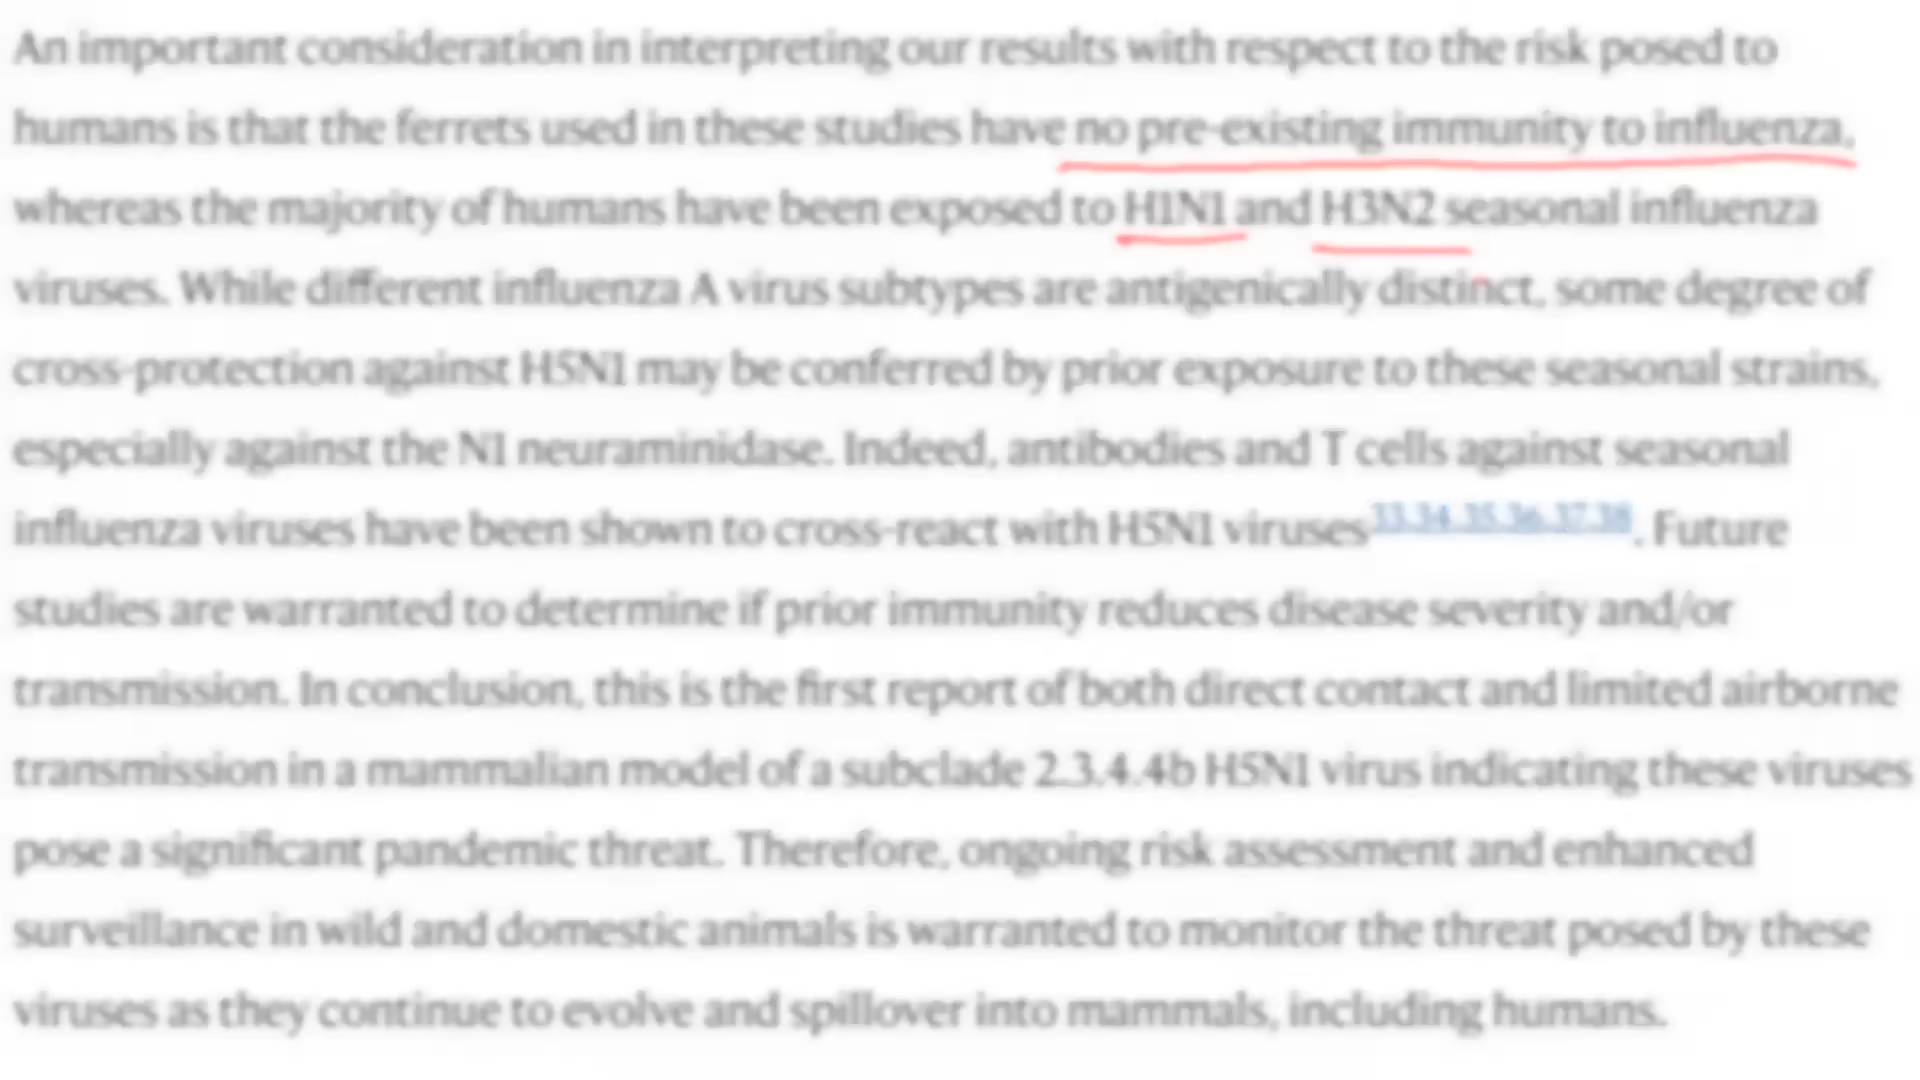 An important consideration in interpreting our results with respect to the risk posed to
humans is that the ferrets used in these studies have no pre-existing immunity to influenza,
whereas the majority of humans have been exposed to H1N1 and H3N2 seasonal influenza
viruses. While different influenza A virus subtypes are antigenically distinct, some degree of
cross-protection against H5N1 may be conferred by prior exposure to these seasonal strains,
especially against the N1 neuraminidase. Indeed, antibodies and T cells against seasonal
influenza viruses have been shown to cross-react with H5N1 viruses33,34,35,36,37,38. Future
studies are warranted to determine if prior immunity reduces disease severity and/or
transmission. In conclusion, this is the first report of both direct contact and limited airborne
transmission in a mammalian model of a subclade 2.3.4.4b H5N1 virus indicating these viruses
pose a significant pandemic threat. Therefore, ongoing risk assessment and enhanced
surveillance in wild and domestic animals is warranted to monitor the threat posed by these
viruses as they continue to evolve and spillover into mammals, including humans.